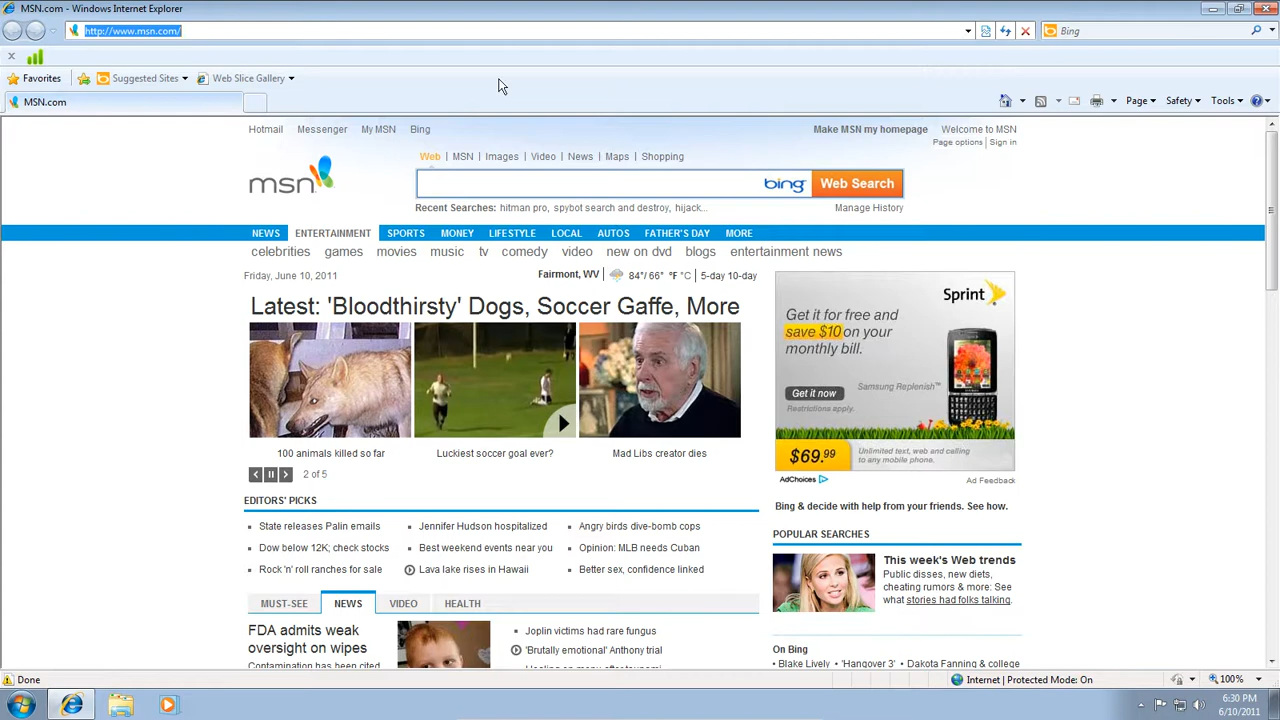 MSN.com - Windows Internet Explorer
http://www.msn.com/
Bing
Favorites
Suggested Sites
Web Slice Gallery
MSN.com
Page
Safety
Tools
Hotmail Messenger My MSN Bing
Make MSN my homepage
Welcome to MSN
Page options | Sign in
Web | MSN | Images | Video | News | Maps | Shopping
msn
bing
Web Search
Recent Searches: hitman pro, spybot search and destroy, hijack...
Manage History
NEWS ENTERTAINMENT SPORTS MONEY LIFESTYLE LOCAL AUTOS FATHER'S DAY MORE
celebrities games movies music tv comedy video new on dvd blogs entertainment news
Friday, June 10, 2011
Fairmont, WV | 84°/ 66° °F °C | 5-day 10-day
Latest: 'Bloodthirsty' Dogs, Soccer Gaffe, More
100 animals killed so far
Luckiest soccer goal ever?
Mad Libs creator dies
2 of 5
Sprint
Get it for free and
save $10 on your
monthly bill.
Get it now
Samsung Replenish™
Restrictions apply.
$69.99
Unlimited text, web and calling
to any mobile phone.
AdChoices
Ad Feedback
EDITORS' PICKS
State releases Palin emails
Dow below 12K; check stocks
Rock 'n' roll ranches for sale
Jennifer Hudson hospitalized
Best weekend events near you
Lava lake rises in Hawaii
Angry birds dive-bomb cops
Opinion: MLB needs Cuban
Better sex, confidence linked
Bing & decide with help from your friends. See how.
POPULAR SEARCHES
This week's Web trends
Public disses, new diets,
cheating rumors & more: See
what stories had folks talking.
MUST-SEE NEWS VIDEO HEALTH
FDA admits weak
oversight on wipes
Contamination has been cited
Joplin victims had rare fungus
'Brutally emotional' Anthony trial
On Bing
Blake Lively • 'Hangover 3' • Dakota Fanning & college
Done
Internet | Protected Mode: On
100%
6:30 PM
6/10/2011